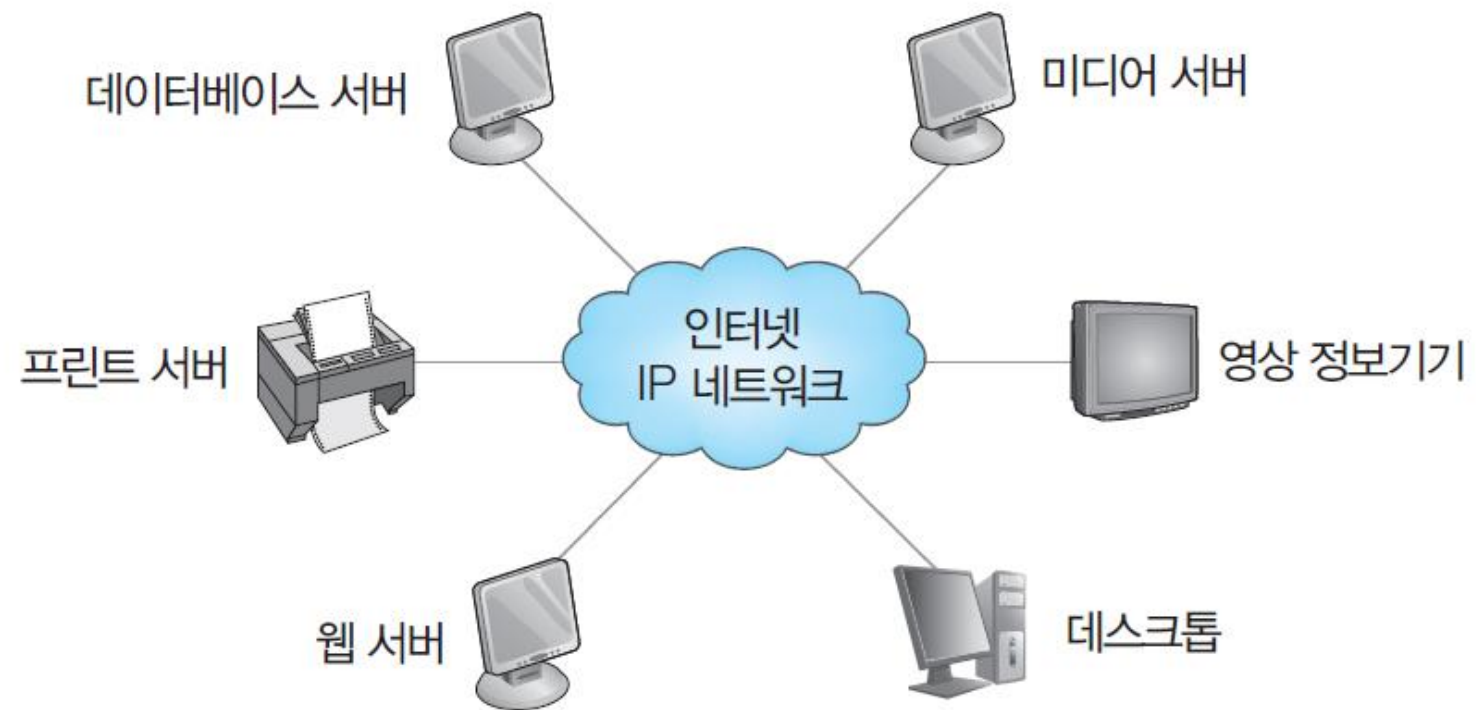 데이터베이스 서버
미디어 서버
프린트 서버
인터넷
IP 네트워크
영상 정보기기
웹 서버
데스크톱